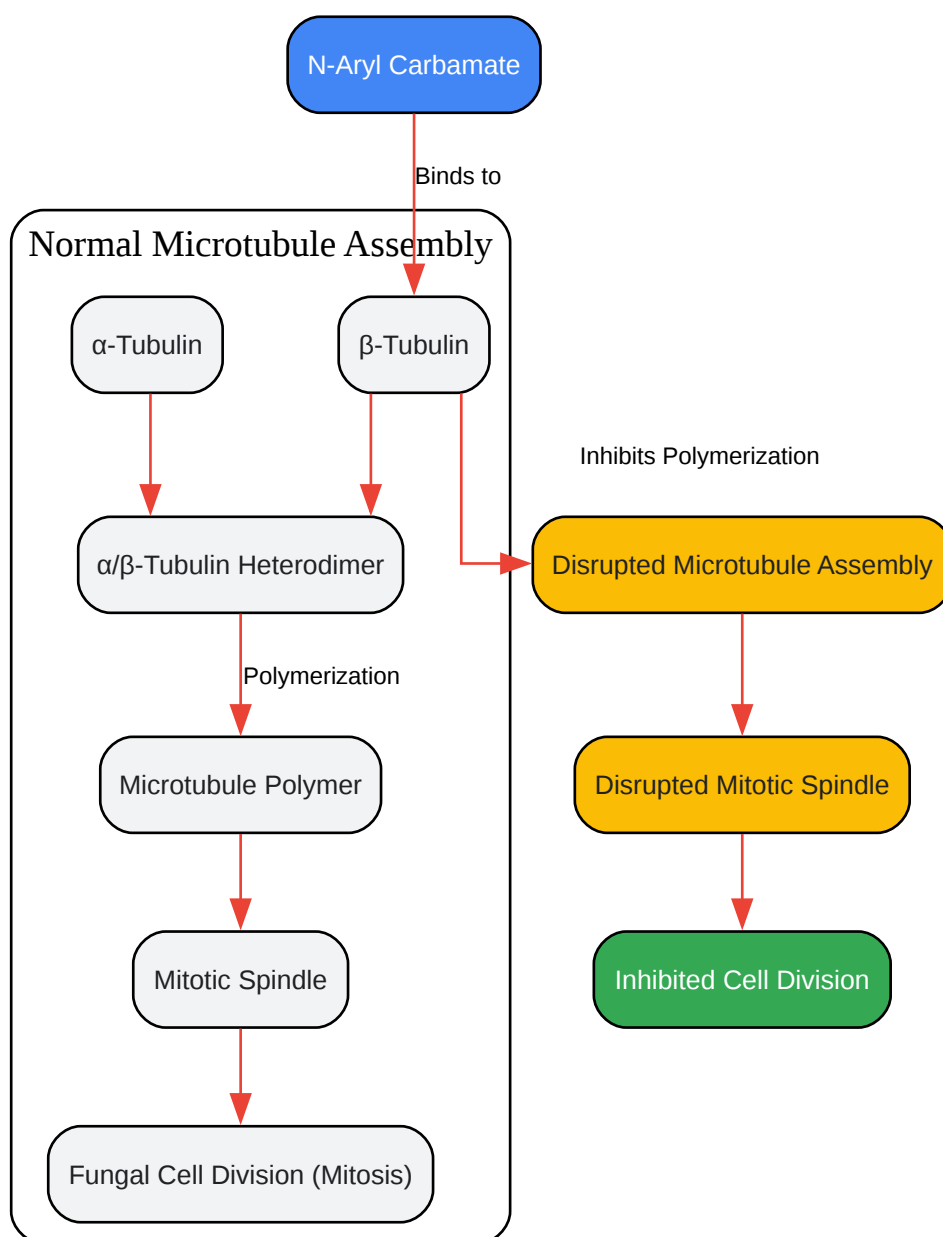 N-Aryl Carbamate
Binds to
Normal Microtubule Assembly
α-Tubulin
β-Tubulin
Inhibits Polymerization
α/β-Tubulin Heterodimer
Disrupted Microtubule Assembly
Polymerization
Microtubule Polymer
Disrupted Mitotic Spindle
Mitotic Spindle
Inhibited Cell Division
Fungal Cell Division (Mitosis)